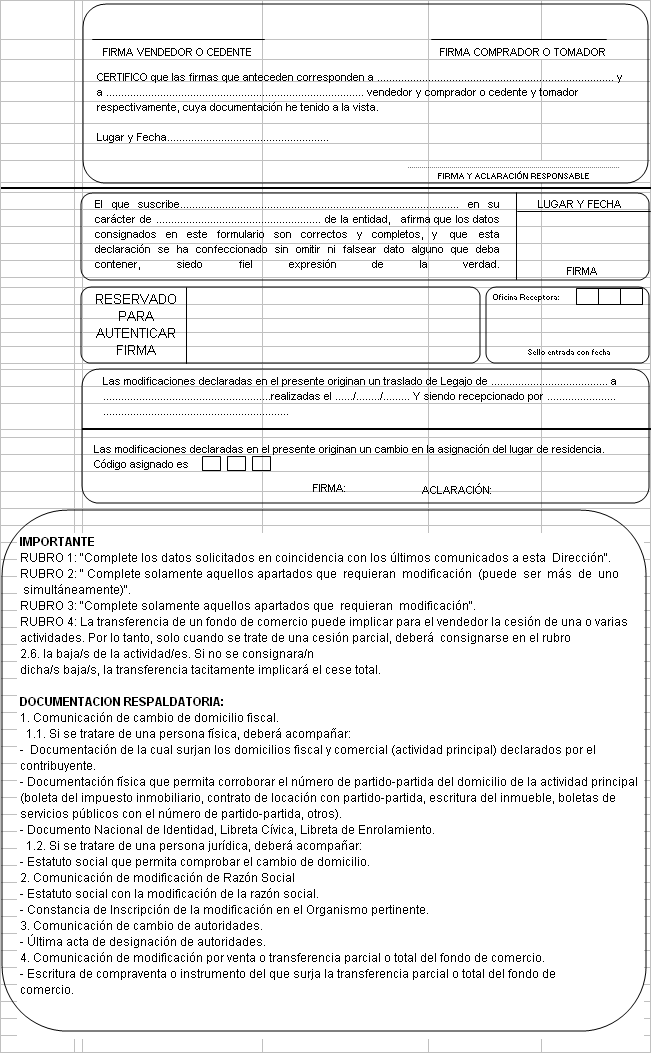 FIRMA VENDEDOR O CEDENTE
FIRMA COMPRADOR O TOMADOR
CERTIFICO que las firmas que anteceden corresponden a .............................................................................. y
a ..................................................................................... vendedor y comprador o cedente y tomador
respectivamente, cuya documentación he tenido a la vista.
Lugar y Fecha......................................................
FIRMA Y ACLARACIÓN RESPONSABLE
El que suscribe............................................................................................ en su
carácter de ....................................................... de la entidad, afirma que los datos
consignados en este formulario son correctos y completos, y que esta
declaración se ha confeccionado sin omitir ni falsear dato alguno que deba
contener, siedo fiel expresión de la verdad.
LUGAR Y FECHA
FIRMA
RESERVADO
PARA
AUTENTICAR
FIRMA
Oficina Receptora:
Sello entrada con fecha
Las modificaciones declaradas en el presente originan un traslado de Legajo de ....................................... a
........................................................realizadas el ....../......../......... Y siendo recepcionado por .......................
.............................................................
Las modificaciones declaradas en el presente originan un cambio en la asignación del lugar de residencia.
Código asignado es
FIRMA:
ACLARACIÓN:
IMPORTANTE
RUBRO 1: "Complete los datos solicitados en coincidencia con los últimos comunicados a esta Dirección".
RUBRO 2: " Complete solamente aquellos apartados que requieran modificación (puede ser más de uno
simultáneamente)".
RUBRO 3: "Complete solamente aquellos apartados que requieran modificación".
RUBRO 4: La transferencia de un fondo de comercio puede implicar para el vendedor la cesión de una o varias
actividades. Por lo tanto, solo cuando se trate de una cesión parcial, deberá consignarse en el rubro
2.6. la baja/s de la actividad/es. Si no se consignara/n
dicha/s baja/s, la transferencia tacitamente implicará el cese total.
DOCUMENTACION RESPALDATORIA:
1. Comunicación de cambio de domicilio fiscal.
1.1. Si se tratare de una persona física, deberá acompañar:
- Documentación de la cual surjan los domicilios fiscal y comercial (actividad principal) declarados por el
contribuyente.
- Documentación física que permita corroborar el número de partido-partida del domicilio de la actividad principal
(boleta del impuesto inmobiliario, contrato de locación con partido-partida, escritura del inmueble, boletas de
servicios públicos con el número de partido-partida, otros).
- Documento Nacional de Identidad, Libreta Cívica, Libreta de Enrolamiento.
1.2. Si se tratare de una persona jurídica, deberá acompañar:
- Estatuto social que permita comprobar el cambio de domicilio.
2. Comunicación de modificación de Razón Social
- Estatuto social con la modificación de la razón social.
- Constancia de Inscripción de la modificación en el Organismo pertinente.
3. Comunicación de cambio de autoridades.
- Última acta de designación de autoridades.
4. Comunicación de modificación por venta o transferencia parcial o total del fondo de comercio.
- Escritura de compraventa o instrumento del que surja la transferencia parcial o total del fondo de
comercio.